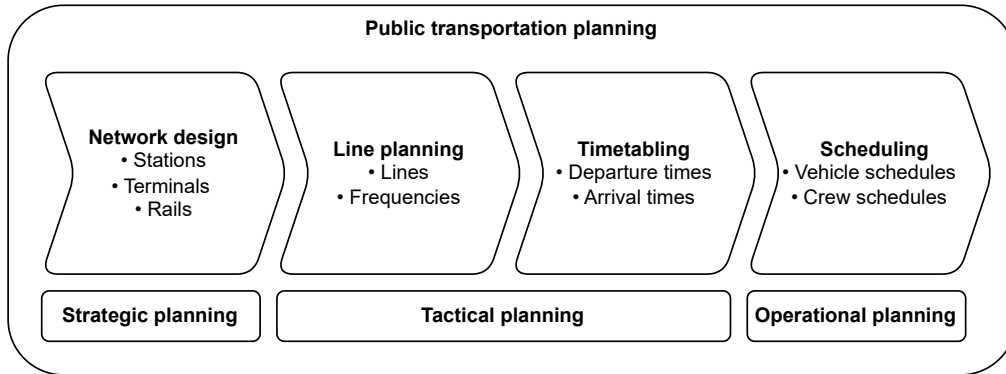 Public transportation planning
Network design
• Stations
• Terminals
• Rails
Line planning
• Lines
• Frequencies
Timetabling
• Departure times
• Arrival times
Scheduling
• Vehicle schedules
• Crew schedules
Strategic planning
Tactical planning
Operational planning